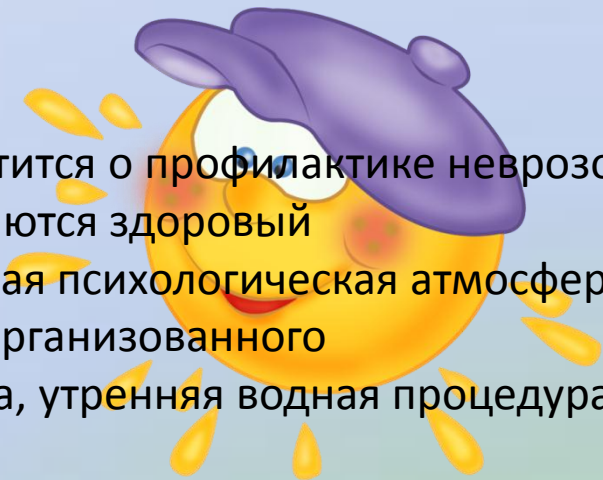 тится о профилактике неврозо
ются здоровый
ая психологическая атмосфер
рганизованного
а, утренняя водная процедура